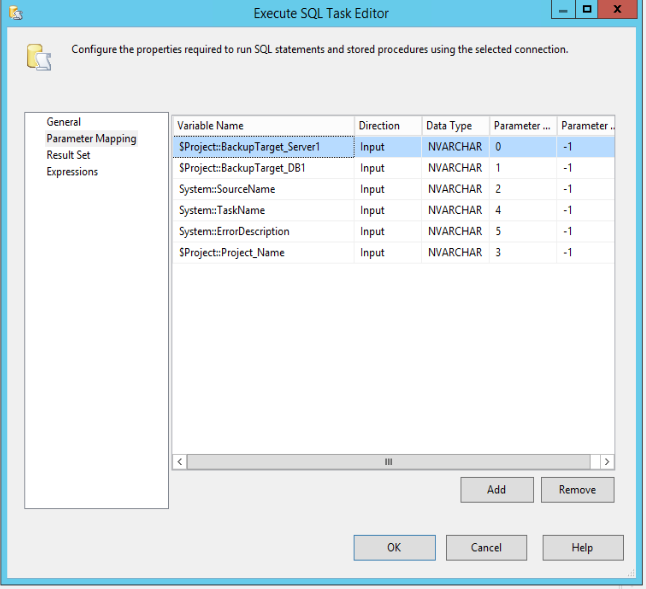 Execute SQL Task Editor
Configure the properties required to run SQL statements and stored procedures using the selected connection.
General
Parameter Mapping
Result Set
Expressions
Variable Name Direction Data Type Parameter ... Parameter ..
$Project::BackupTarget_Server1 Input NVARCHAR 0 -1
$Project::BackupTarget_DB1 Input NVARCHAR 1 -1
System::SourceName Input NVARCHAR 2 -1
System::TaskName Input NVARCHAR 4 -1
System::ErrorDescription Input NVARCHAR 5 -1
$Project::Project_Name Input NVARCHAR 3 -1
Add Remove
OK Cancel Help